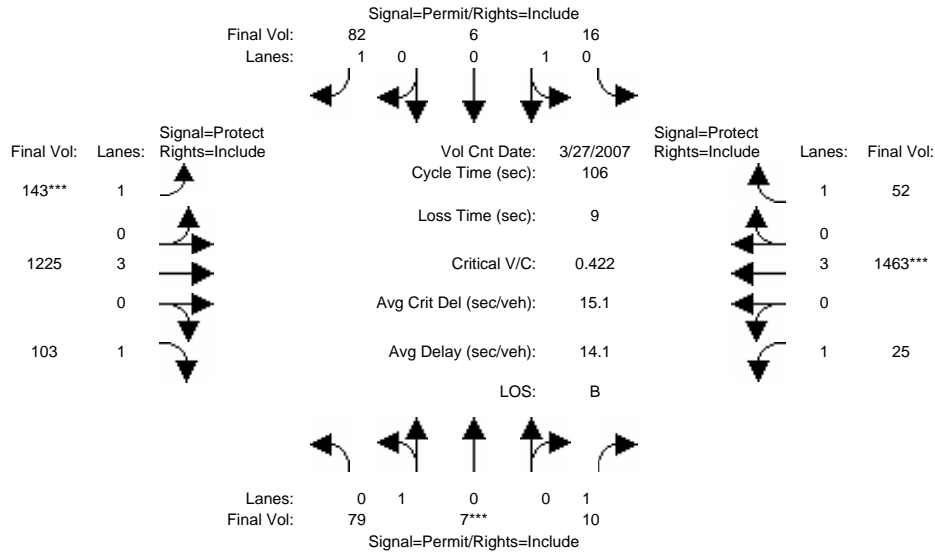 Signal=Permit/Rights=Include
Final Vol: 82 6 16
Lanes: 1 0 0 1 0
Signal=Protect Signal=Protect
Final Vol: Lanes: Rights=Include Vol Cnt Date: 3/27/2007 Rights=Include Lanes: Final Vol:
Cycle Time (sec): 106
143*** 1 1 52
Loss Time (sec): 9
0 0
1225 3 Critical V/C: 0.422 3 1463***
0 Avg Crit Del (sec/veh): 15.1 0
103 1 Avg Delay (sec/veh): 14.1 1 25
LOS: B
Lanes: 0 1 0 0 1
Final Vol: 79 7*** 10
Signal=Permit/Rights=Include